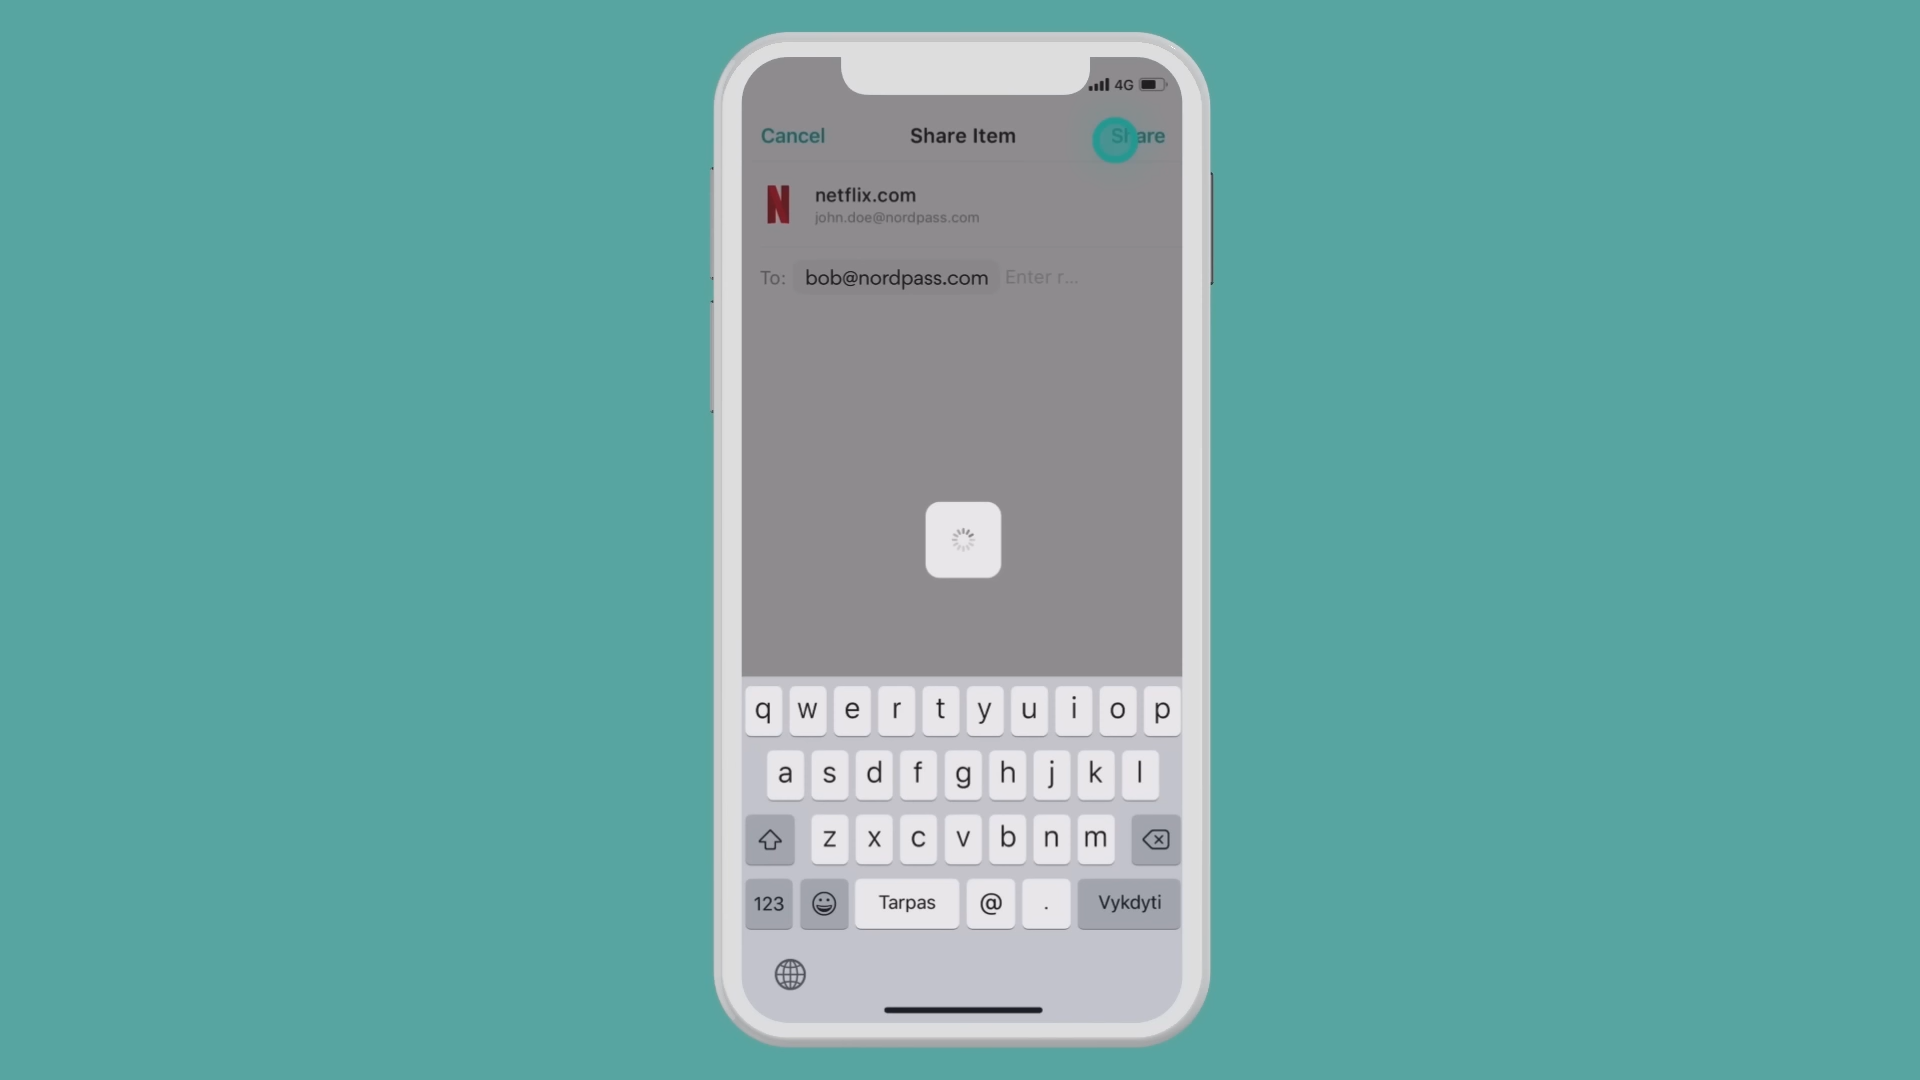 4G
Cancel Share Item Share
netflix.com
john.doe@nordpass.com
To: bob@nordpass.com Enter r...
q w e r t y u i o p
a s d f g h j k l
z x c v b n m
123 Tarpas @ . Vykdyti